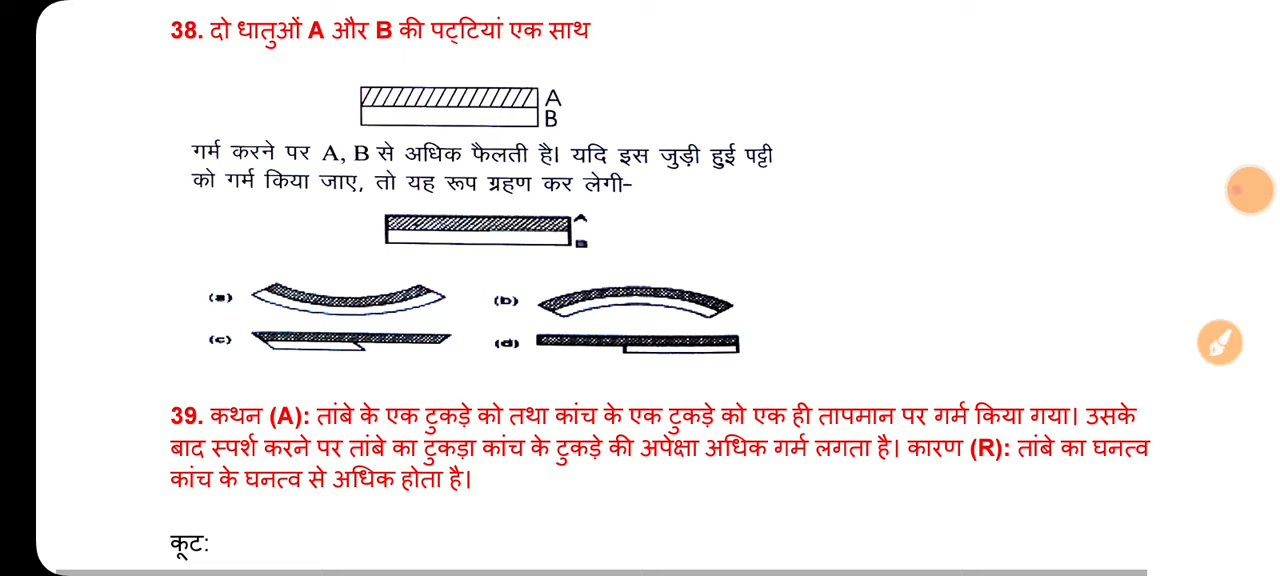 38. दो धातुओं A और B की पट्टियां एक साथ
A
B
गर्म करने पर A, B से अधिक फैलती है। यदि इस जुड़ी हुई पट्टी
को गर्म किया जाए, तो यह रूप ग्रहण कर लेगी-
A
B
(a) (b)
(c) (d)
39. कथन (A): तांबे के एक टुकड़े को तथा कांच के एक टुकड़े को एक ही तापमान पर गर्म किया गया। उसके
बाद स्पर्श करने पर तांबे का टुकड़ा कांच के टुकड़े की अपेक्षा अधिक गर्म लगता है। कारण (R): तांबे का घनत्व
कांच के घनत्व से अधिक होता है।
कूट: